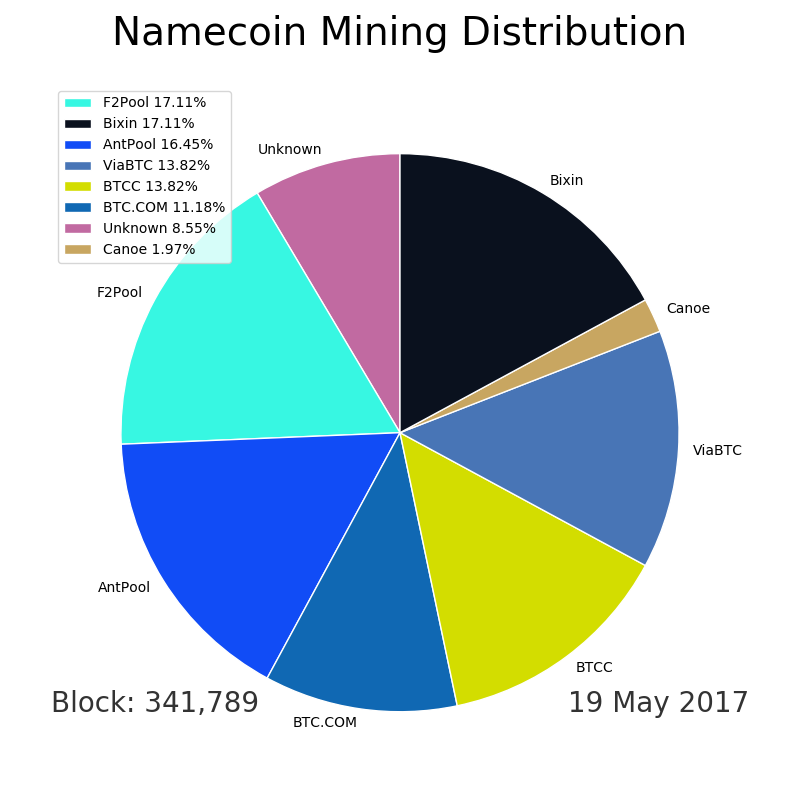 Namecoin Mining Distribution
F2Pool 17.11%
Bixin 17.11%
AntPool 16.45%
ViaBTC 13.82%
BTCC 13.82%
BTC.COM 11.18%
Unknown 8.55%
Canoe 1.97%
Unknown
Bixin
F2Pool
Canoe
ViaBTC
AntPool
BTCC
BTC.COM
Block: 341,789
19 May 2017